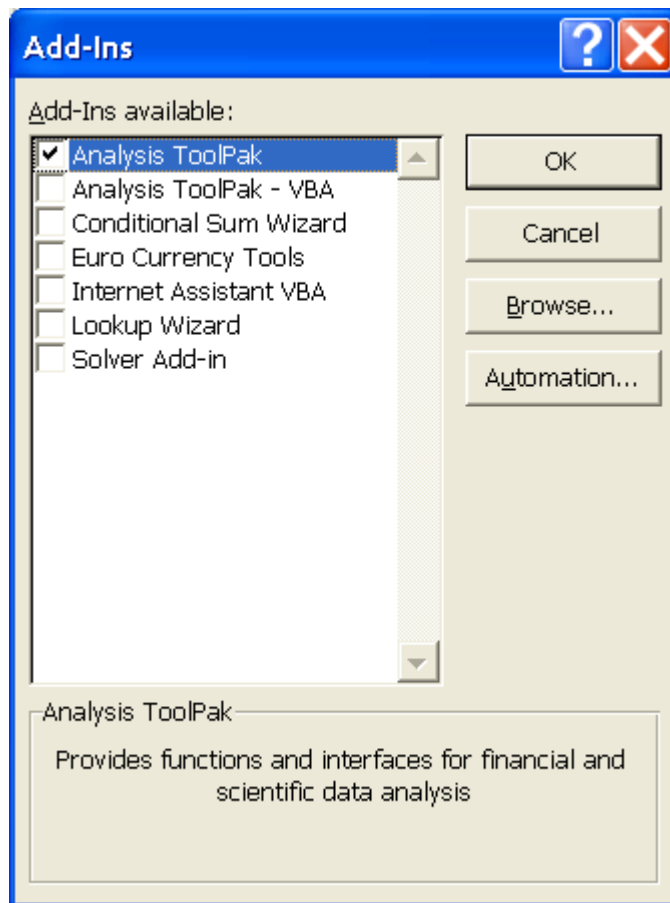 Add-Ins
Add-Ins available:
Analysis ToolPak
Analysis ToolPak - VBA
Conditional Sum Wizard
Euro Currency Tools
Internet Assistant VBA
Lookup Wizard
Solver Add-in
OK
Cancel
Browse...
Automation...
Analysis ToolPak
Provides functions and interfaces for financial and
scientific data analysis